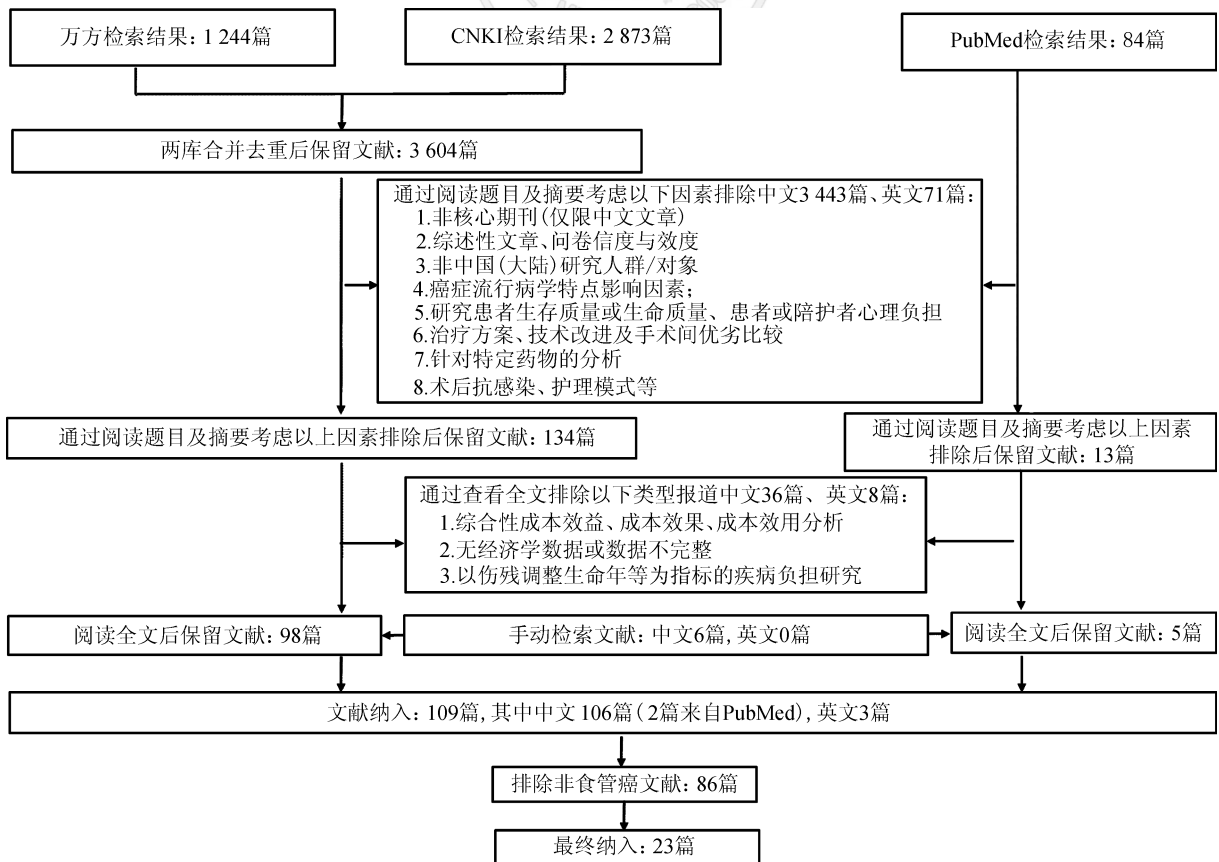 万方检索结果: 1 244篇
CNKI检索结果: 2 873篇
PubMed检索结果: 84篇
两库合并去重后保留文献: 3 604篇
通过阅读题目及摘要考虑以下因素排除中文3 443篇、英文71篇:
1.非核心期刊(仅限中文文章)
2.综述性文章、问卷信度与效度
3.非中国(大陆)研究人群/对象
4.癌症流行病学特点影响因素;
5.研究患者生存质量或生命质量、患者或陪护者心理负担
6.治疗方案、技术改进及手术间优劣比较
7.针对特定药物的分析
8.术后抗感染、护理模式等
通过阅读题目及摘要考虑以上因素排除后保留文献: 134篇
通过阅读题目及摘要考虑以上因素
排除后保留文献: 13篇
通过查看全文排除以下类型报道中文36篇、英文8篇:
1.综合性成本效益、成本效果、成本效用分析
2.无经济学数据或数据不完整
3.以伤残调整生命年等为指标的疾病负担研究
阅读全文后保留文献: 98篇
手动检索文献: 中文6篇, 英文0篇
阅读全文后保留文献: 5篇
文献纳入: 109篇, 其中中文 106篇(2篇来自PubMed), 英文3篇
排除非食管癌文献: 86篇
最终纳入: 23篇